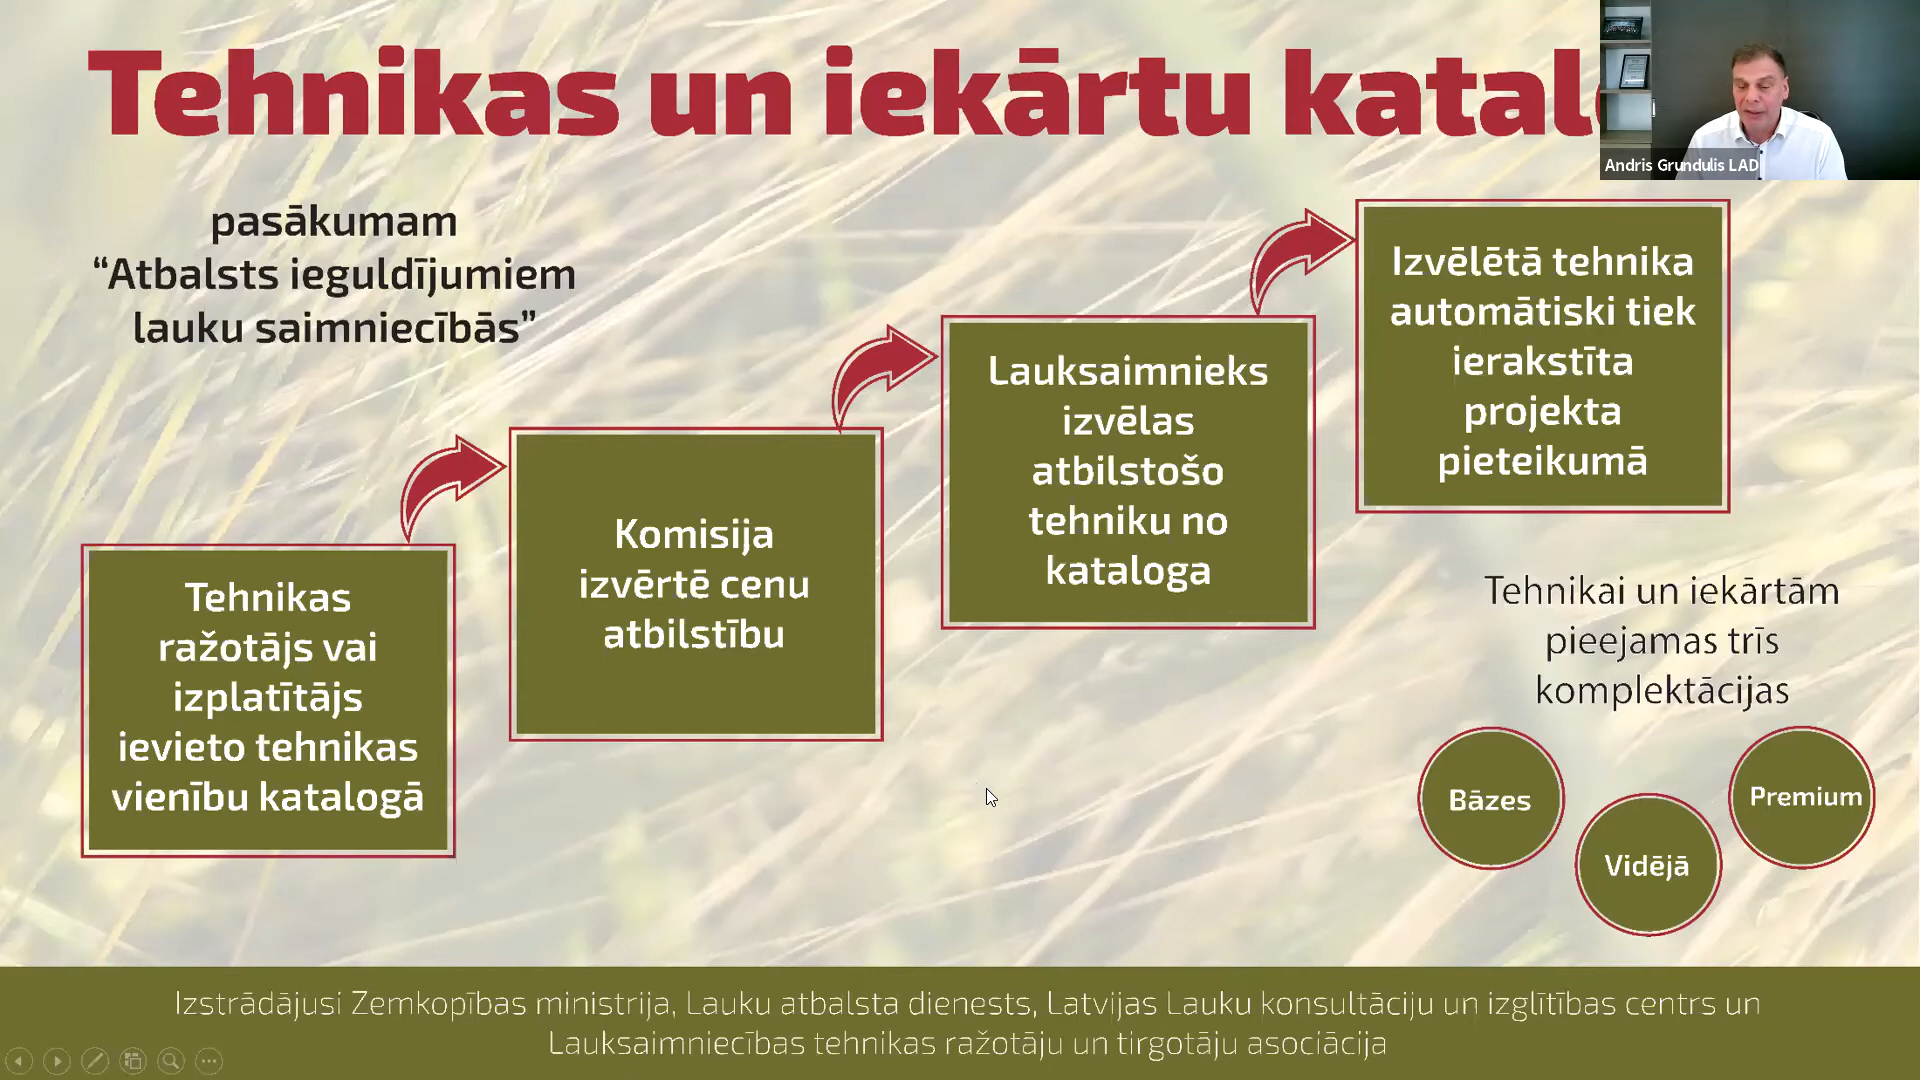 Tehnikas un iekārtu katal
Andris Grundulis LAD
pasākumam
“Atbalsts ieguldījumiem
lauku saimniecībās”
Tehnikas
ražotājs vai
izplatītājs
ievieto tehnikas
vienību katalogā
Komisija
izvērtē cenu
atbilstību
Lauksaimnieks
izvēlas
atbilstošo
tehniku no
kataloga
Izvēlētā tehnika
automātiski tiek
ierakstīta
projekta
pieteikumā
Tehnikai un iekārtām
pieejamas trīs
komplektācijas
Bāzes
Vidējā
Premium
Izstrādājusi Zemkopības ministrija, Lauku atbalsta dienests, Latvijas Lauku konsultāciju un izglītības centrs un
Lauksaimniecības tehnikas ražotāju un tirgotāju asociācija